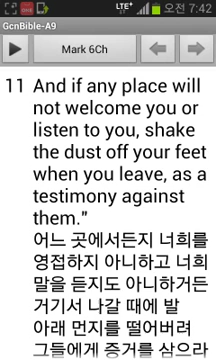 LTE 오전 7:42
GcnBible-A9
Mark 6Ch
11 And if any place will
not welcome you or
listen to you, shake
the dust off your feet
when you leave, as a
testimony against
them."
어느 곳에서든지 너희를
영접하지 아니하고 너희
말을 듣지도 아니하거든
거기서 나갈 때에 발
아래 먼지를 떨어버려
그들에게 증거를 삼으라